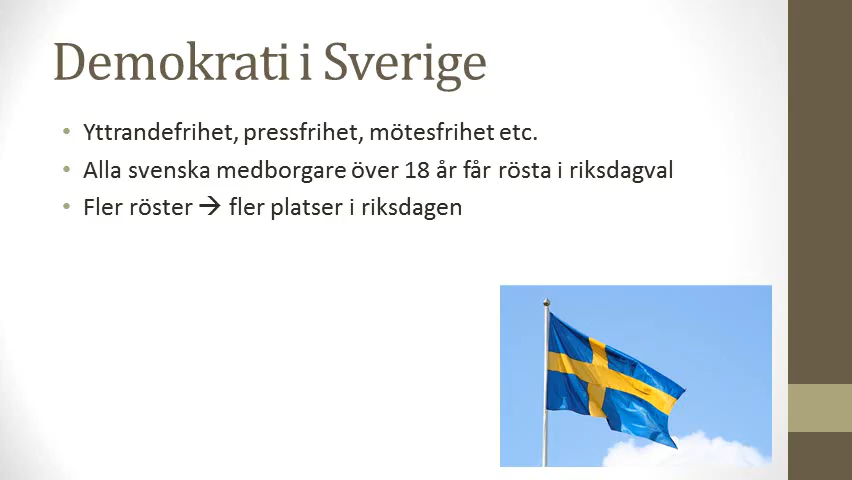 Demokrati i Sverige
• Yttrandefrihet, pressfrihet, mötesfrihet etc.
• Alla svenska medborgare över 18 år får rösta i riksdagval
• Fler röster → fler platser i riksdagen